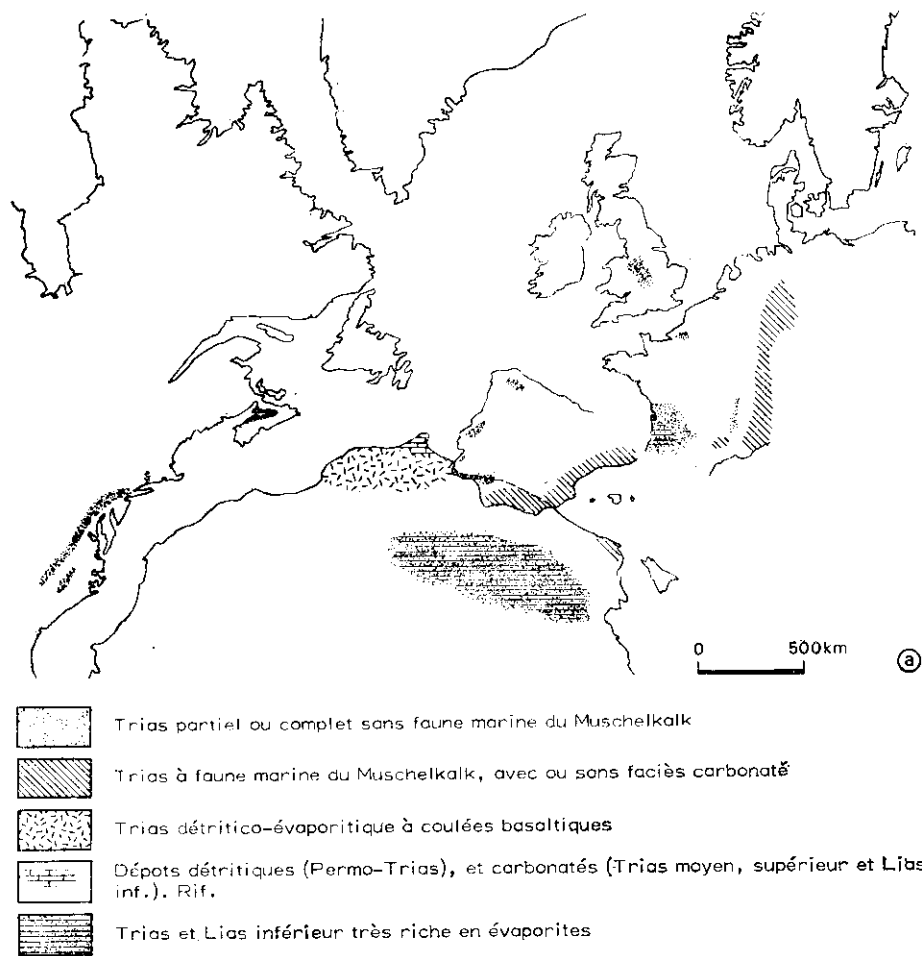 0 500km
a
Trias partiel ou complet sans faune marine du Muschelkalk
Trias à faune marine du Muschelkalk, avec ou sans faciès carbonaté
Trias détritico-évaporitique à coulées basaltiques
Dépots détritiques (Permo-Trias), et carbonatés (Trias moyen, supérieur et Lias
inf.). Rif.
Trias et Lias inférieur très riche en évaporites